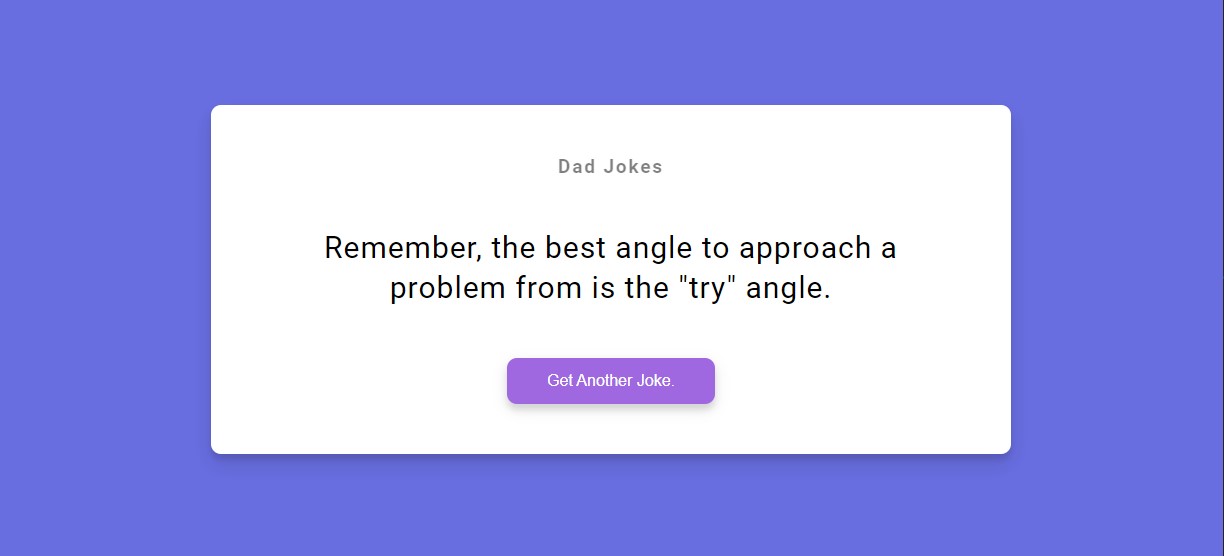 Dad Jokes
Remember, the best angle to approach a
problem from is the "try" angle.
Get Another Joke.